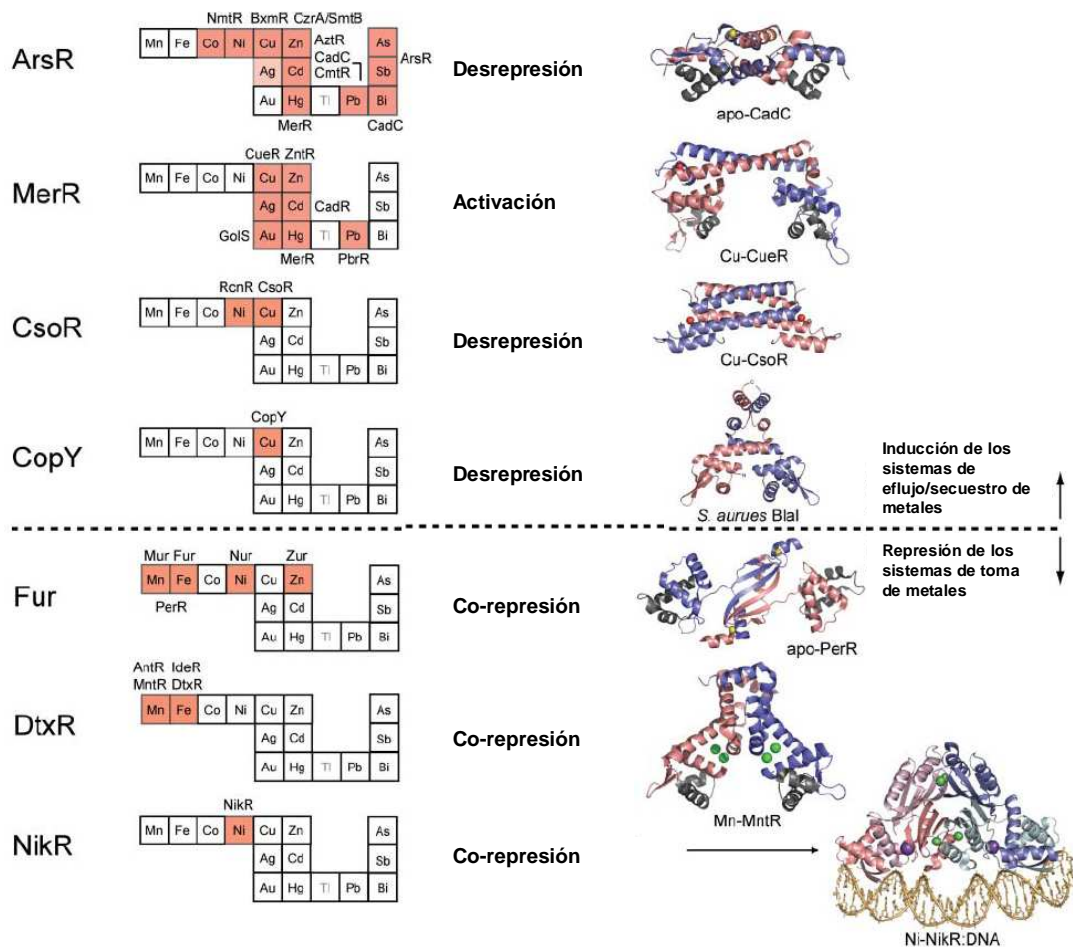 NmtR BxmR CzrA/SmtB
ArsR
Mn Fe Co Ni Cu Zn AztR As ArsR
CadC
CmtR
Ag Cd Sb
Au Hg Tl Pb Bi
MerR CadC
Desrepresión
apo-CadC
CueR ZntR
MerR
Mn Fe Co Ni Cu Zn As
Ag Cd CadR Sb
GolS Au Hg Tl Pb Bi
MerR PbrR
Activación
Cu-CueR
RcnR CsoR
CsoR
Mn Fe Co Ni Cu Zn As
Ag Cd Sb
Au Hg Tl Pb Bi
Desrepresión
Cu-CsoR
CopY
CopY
Mn Fe Co Ni Cu Zn As
Ag Cd Sb
Au Hg Tl Pb Bi
Desrepresión
S. aurues BlaI
Inducción de los
sistemas de
eflujo/secuestro de
metales
Represión de los
sistemas de toma
de metales
Mur Fur Nur Zur
Fur
Mn Fe Co Ni Cu Zn As
PerR Ag Cd Sb
Au Hg Tl Pb Bi
Co-represión
apo-PerR
AntR IdeR
MntR DtxR
DtxR
Mn Fe Co Ni Cu Zn As
Ag Cd Sb
Au Hg Tl Pb Bi
Co-represión
Mn-MntR
NikR
NikR
Mn Fe Co Ni Cu Zn As
Ag Cd Sb
Au Hg Tl Pb Bi
Co-represión
Ni-NikR:DNA